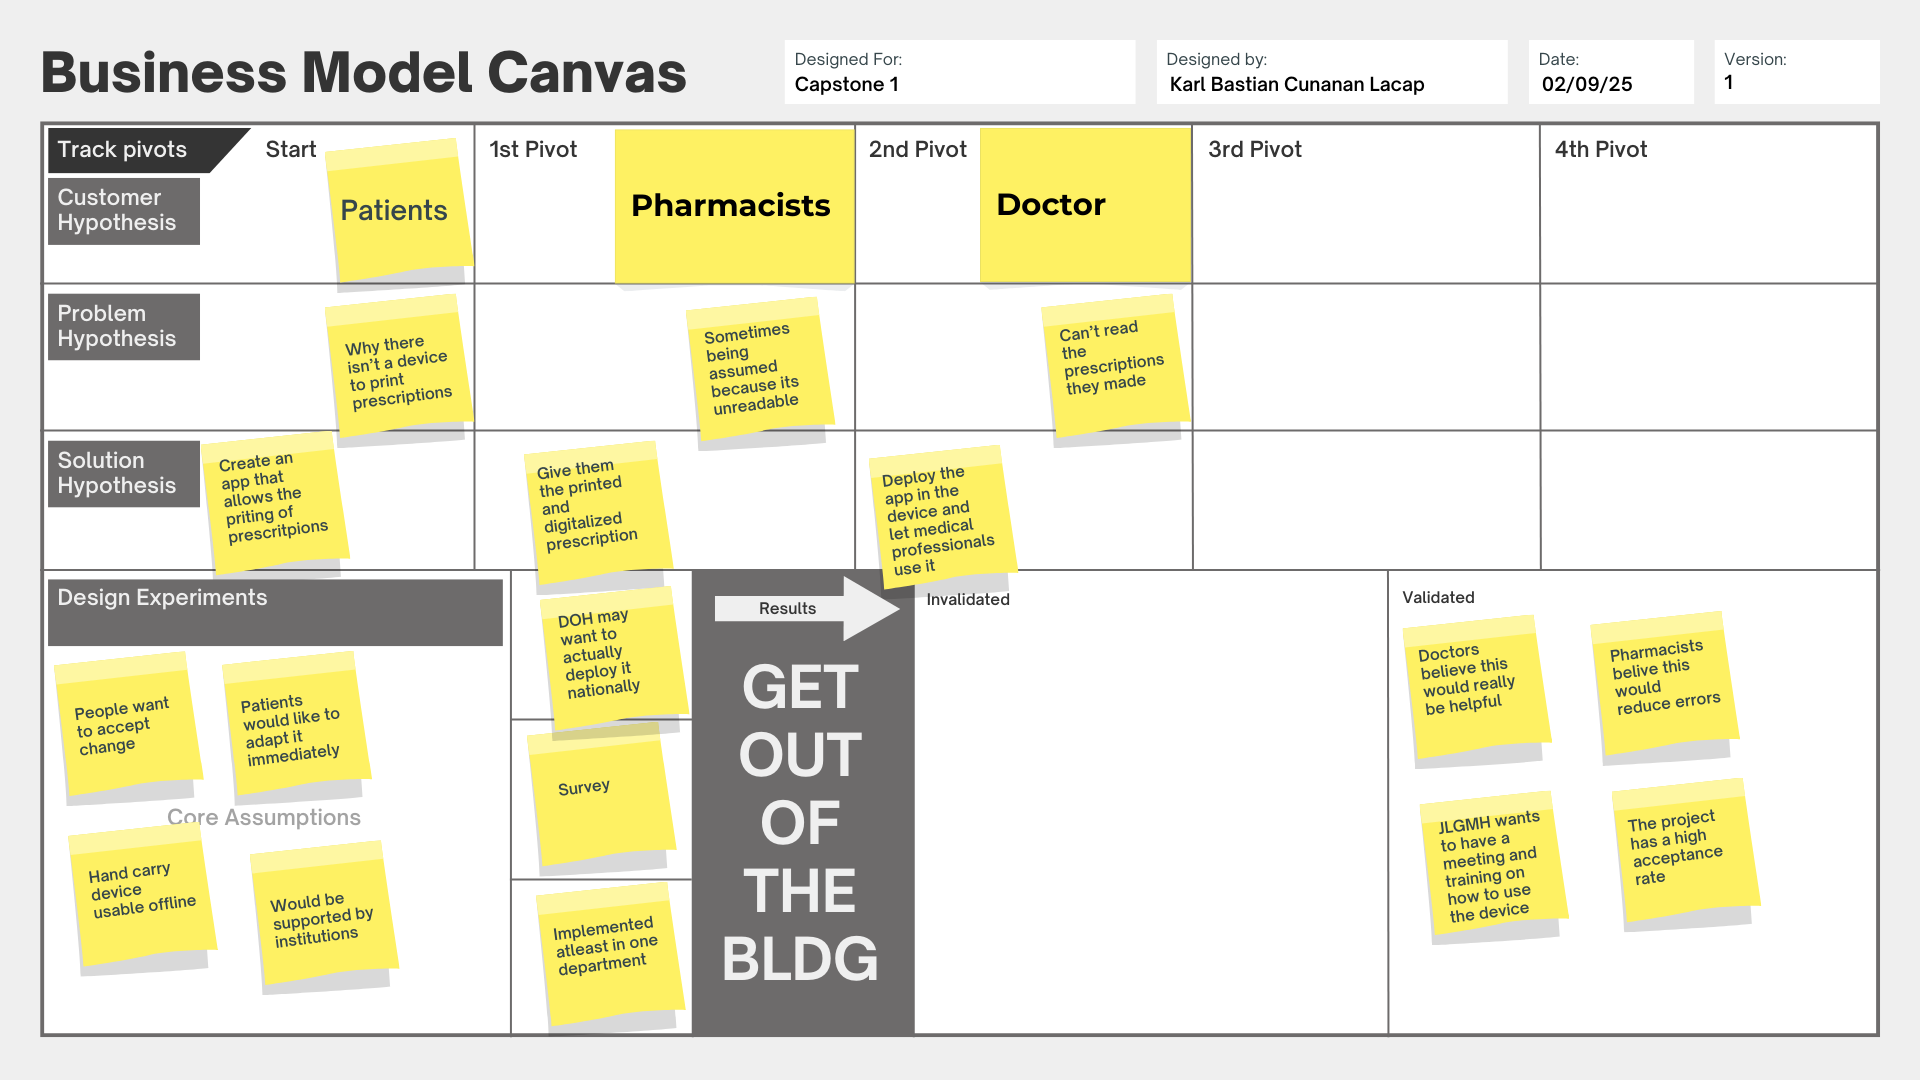 Business Model Canvas
Designed For:
Capstone 1
Designed by:
Karl Bastian Cunanan Lacap
Date:
02/09/25
Version:
1
Track pivots
Start
1st Pivot
2nd Pivot
3rd Pivot
4th Pivot
Customer
Hypothesis
Patients
Pharmacists
Doctor
Problem
Hypothesis
Why there
isn't a device
to print
prescriptions
Sometimes
being
assumed
because its
unreadable
Can't read
the
prescriptions
they made
Solution
Hypothesis
Create an
app that
allows the
priting of
prescritpions
Give them
the printed
and
digitalized
prescription
Deploy the
app in the
device and
let medical
professionals
use it
Design Experiments
People want
to accept
change
Patients
would like to
adapt it
immediately
Core Assumptions
Hand carry
device
usable offline
Would be
supported by
institutions
DOH may
want to
actually
deploy it
nationally
Survey
Implemented
atleast in one
department
Results
GET
OUT
OF
THE
BLDG
Invalidated
Validated
Doctors
believe this
would really
be helpful
Pharmacists
belive this
would
reduce errors
JLGMH wants
to have a
meeting and
training on
how to use
the device
The project
has a high
acceptance
rate